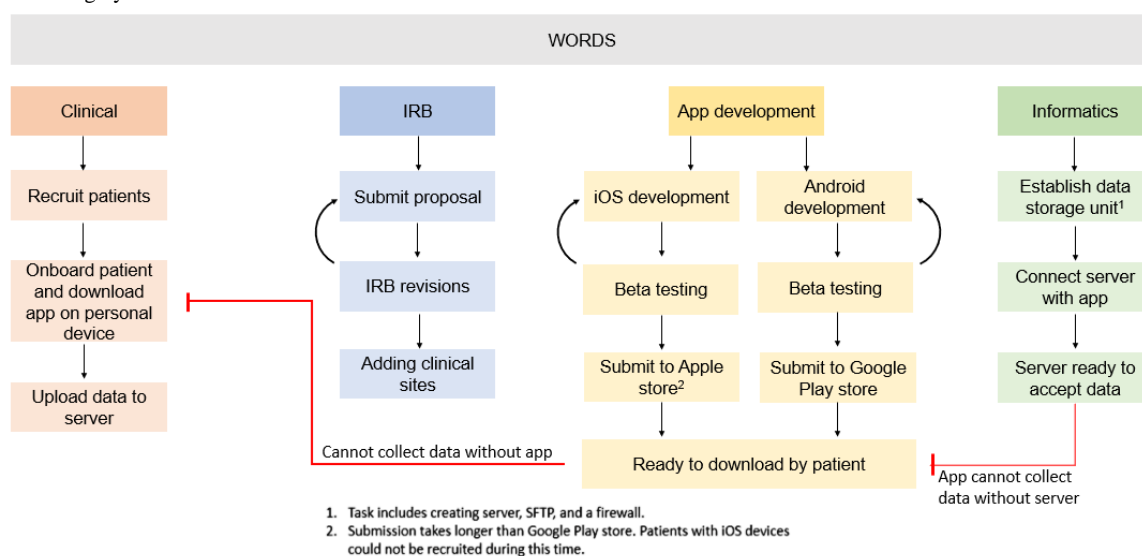 WORDS
Clinical
Recruit patients
Onboard patient
and download
app on personal
device
Upload data to
server
IRB
Submit proposal
IRB revisions
Adding clinical
sites
App development
iOS development
Beta testing
Submit to Apple
store²
Android
development
Beta testing
Submit to Google
Play store
Ready to download by patient
Informatics
Establish data
storage unit¹
Connect server
with app
Server ready to
accept data
Cannot collect data without app
App cannot collect
data without server
1. Task includes creating server, SFTP, and a firewall.
2. Submission takes longer than Google Play store. Patients with iOS devices
could not be recruited during this time.